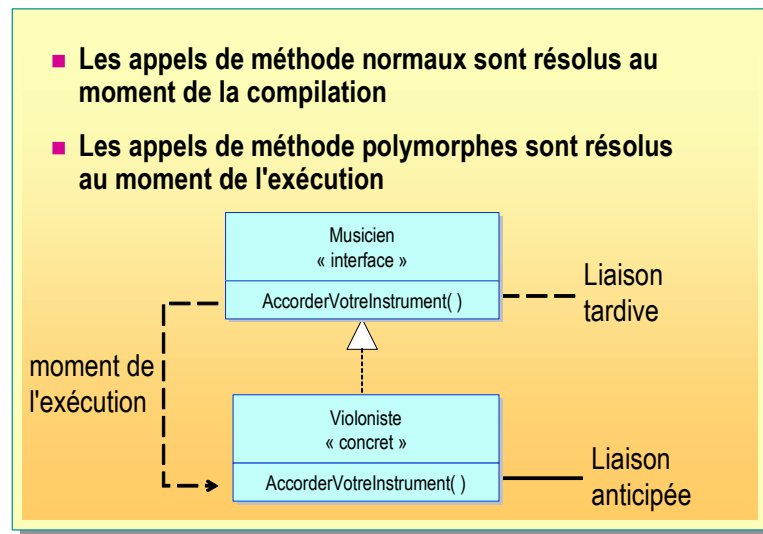 Les appels de méthode normaux sont résolus au
moment de la compilation
Les appels de méthode polymorphes sont résolus
au moment de l'exécution
Musicien
« interface »
AccorderVotreInstrument( )
Liaison
tardive
moment de
l'exécution
Violoniste
« concret »
AccorderVotreInstrument( )
Liaison
anticipée